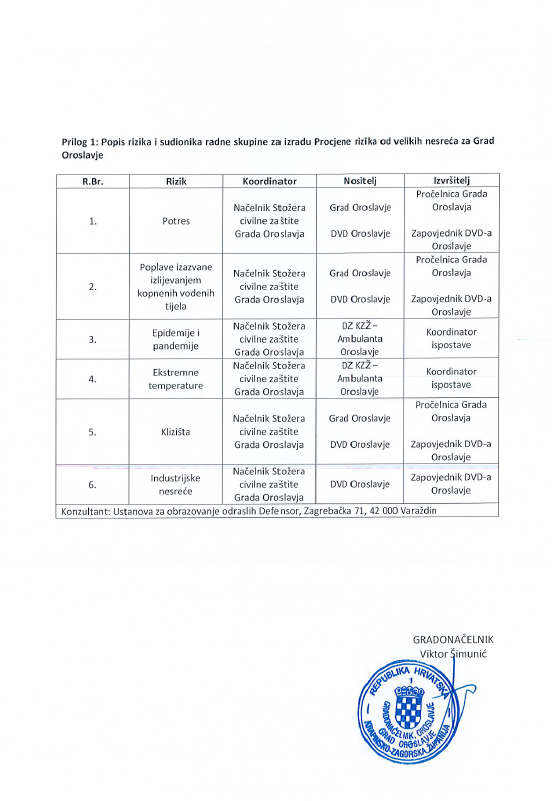 Prilog 1: Popis rizika i sudionika radne skupine za izradu Procjene rizika od velikih nesreća za Grad
Oroslavje
R.Br. Rizik Koordinator Nositelj Izvršitelj
1.
Potres
Načelnik Stožera
civilne zaštite
Grada Oroslavja
Grad Oroslavje
DVD Oroslavje
Pročelnica Grada
Oroslavja
Zapovjednik DVD-a
Oroslavje
2.
Poplave izazvane
izlijevanjem
kopnenih vodenih
tijela
Načelnik Stožera
civilne zaštite
Grada Oroslavja
Grad Oroslavje
DVD Oroslavje
Pročelnica Grada
Oroslavja
Zapovjednik DVD-a
Oroslavje
3.
Epidemije i
pandemije
Načelnik Stožera
civilne zaštite
Grada Oroslavja
DZ KZŽ –
Ambulanta
Oroslavje
Koordinator
ispostave
4.
Ekstremne
temperature
Načelnik Stožera
civilne zaštite
Grada Oroslavja
DZ KZŽ –
Ambulanta
Oroslavje
Koordinator
ispostave
5.
Klizišta
Načelnik Stožera
civilne zaštite
Grada Oroslavja
Grad Oroslavje
DVD Oroslavje
Pročelnica Grada
Oroslavja
Zapovjednik DVD-a
Oroslavje
6.
Industrijske
nesreće
Načelnik Stožera
civilne zaštite
Grada Oroslavja
DVD Oroslavje
Zapovjednik DVD-a
Oroslavje
Konzultant: Ustanova za obrazovanje odraslih Defensor, Zagrebačka 71, 42 000 Varaždin
GRADONAČELNIK
Viktor Šimunić
REPUBLIKA HRVATSKA
1
GRADONAČELNIK, OROSLAVJE
GRAD OROSLAVJE
KRAPINSKO-ZAGORSKA ŽUPANIJA